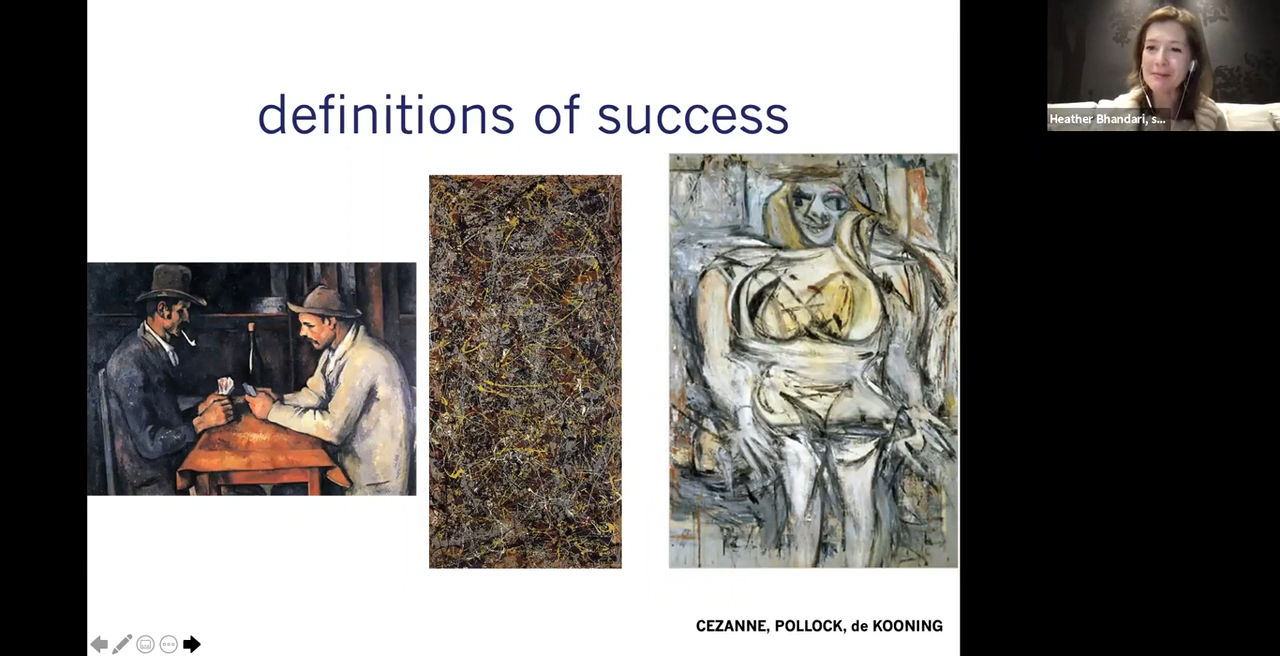 definitions of success
Heather Bhandari, s...
CEZANNE, POLLOCK, de KOONING